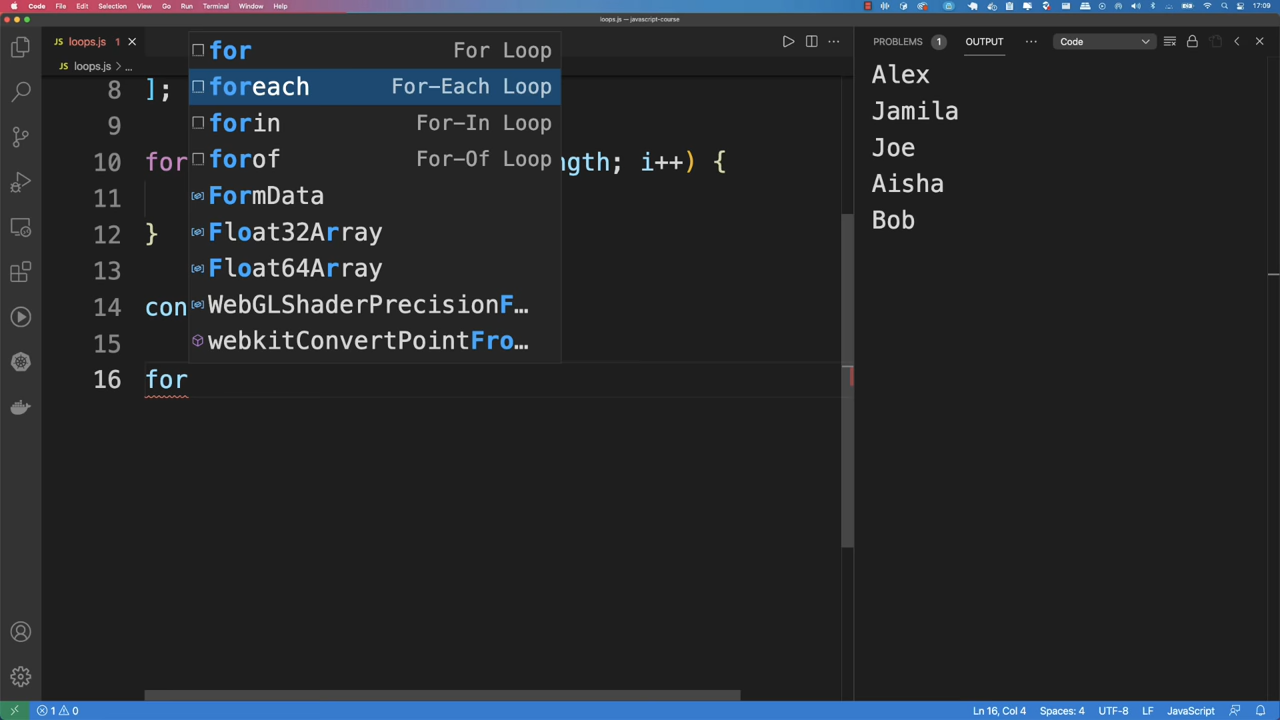 Code File Edit Selection View Go Run Terminal Window Help 17:09
loops.js — javascript-course
JS loops.js 1
JS loops.js > ...
8 ];
9
10 for ngth; i++) {
11
12 }
13
14 con
15
16 for
for For Loop
foreach For-Each Loop
forin For-In Loop
forof For-Of Loop
FormData
Float32Array
Float64Array
WebGLShaderPrecisionF…
webkitConvertPointFro…
PROBLEMS 1 OUTPUT ... Code
Alex
Jamila
Joe
Aisha
Bob
1 0 Ln 16, Col 4 Spaces: 4 UTF-8 LF JavaScript